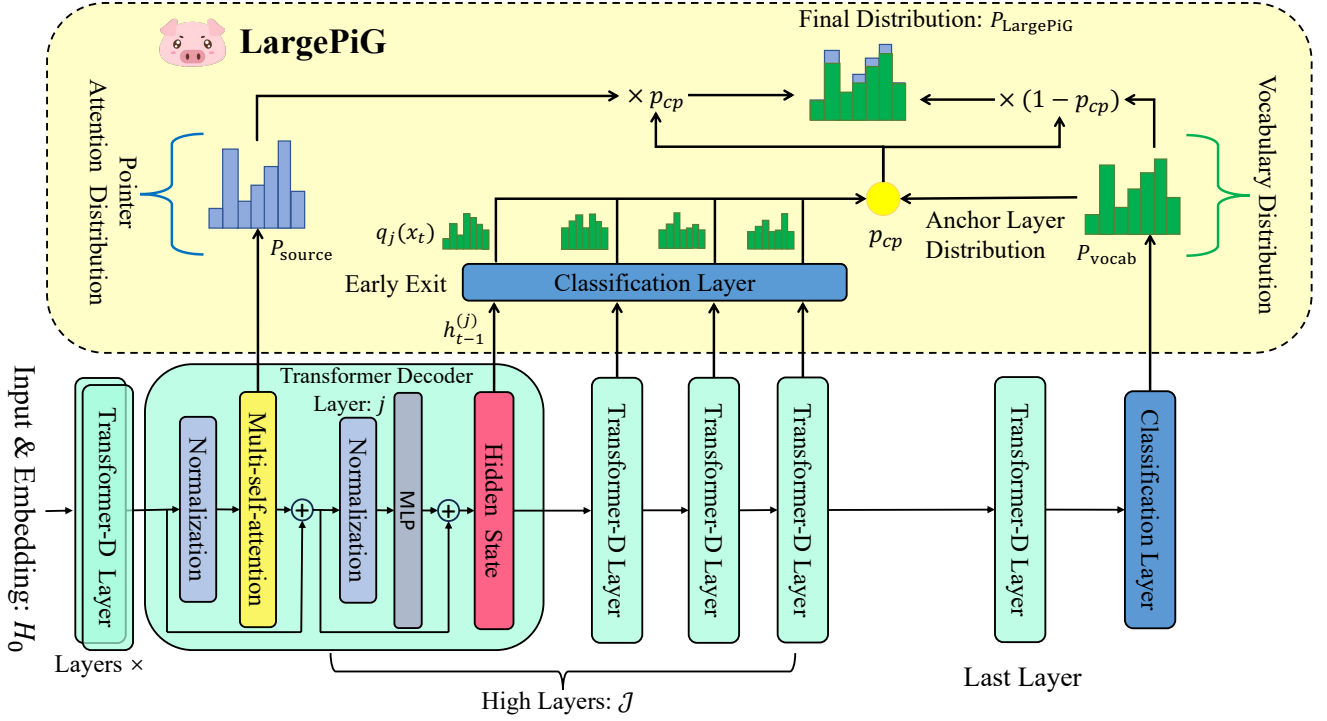 Final Distribution: P_LargePiG
LargePiG
Pointer
Attention Distribution
× p_cp
× (1 − p_cp)
Vocabulary Distribution
P_source
q_j(x_t)
p_cp
Anchor Layer
Distribution
P_vocab
Early Exit
Classification Layer
h_{t−1}^{(j)}
Input & Embedding: H_0
Transformer-D Layer
Layers ×
Transformer Decoder
Layer: j
Normalization
Multi-self-attention
+
Normalization
MLP
+
Hidden State
Transformer-D Layer
Transformer-D Layer
Transformer-D Layer
Transformer-D Layer
Classification Layer
High Layers: 𝒥
Last Layer